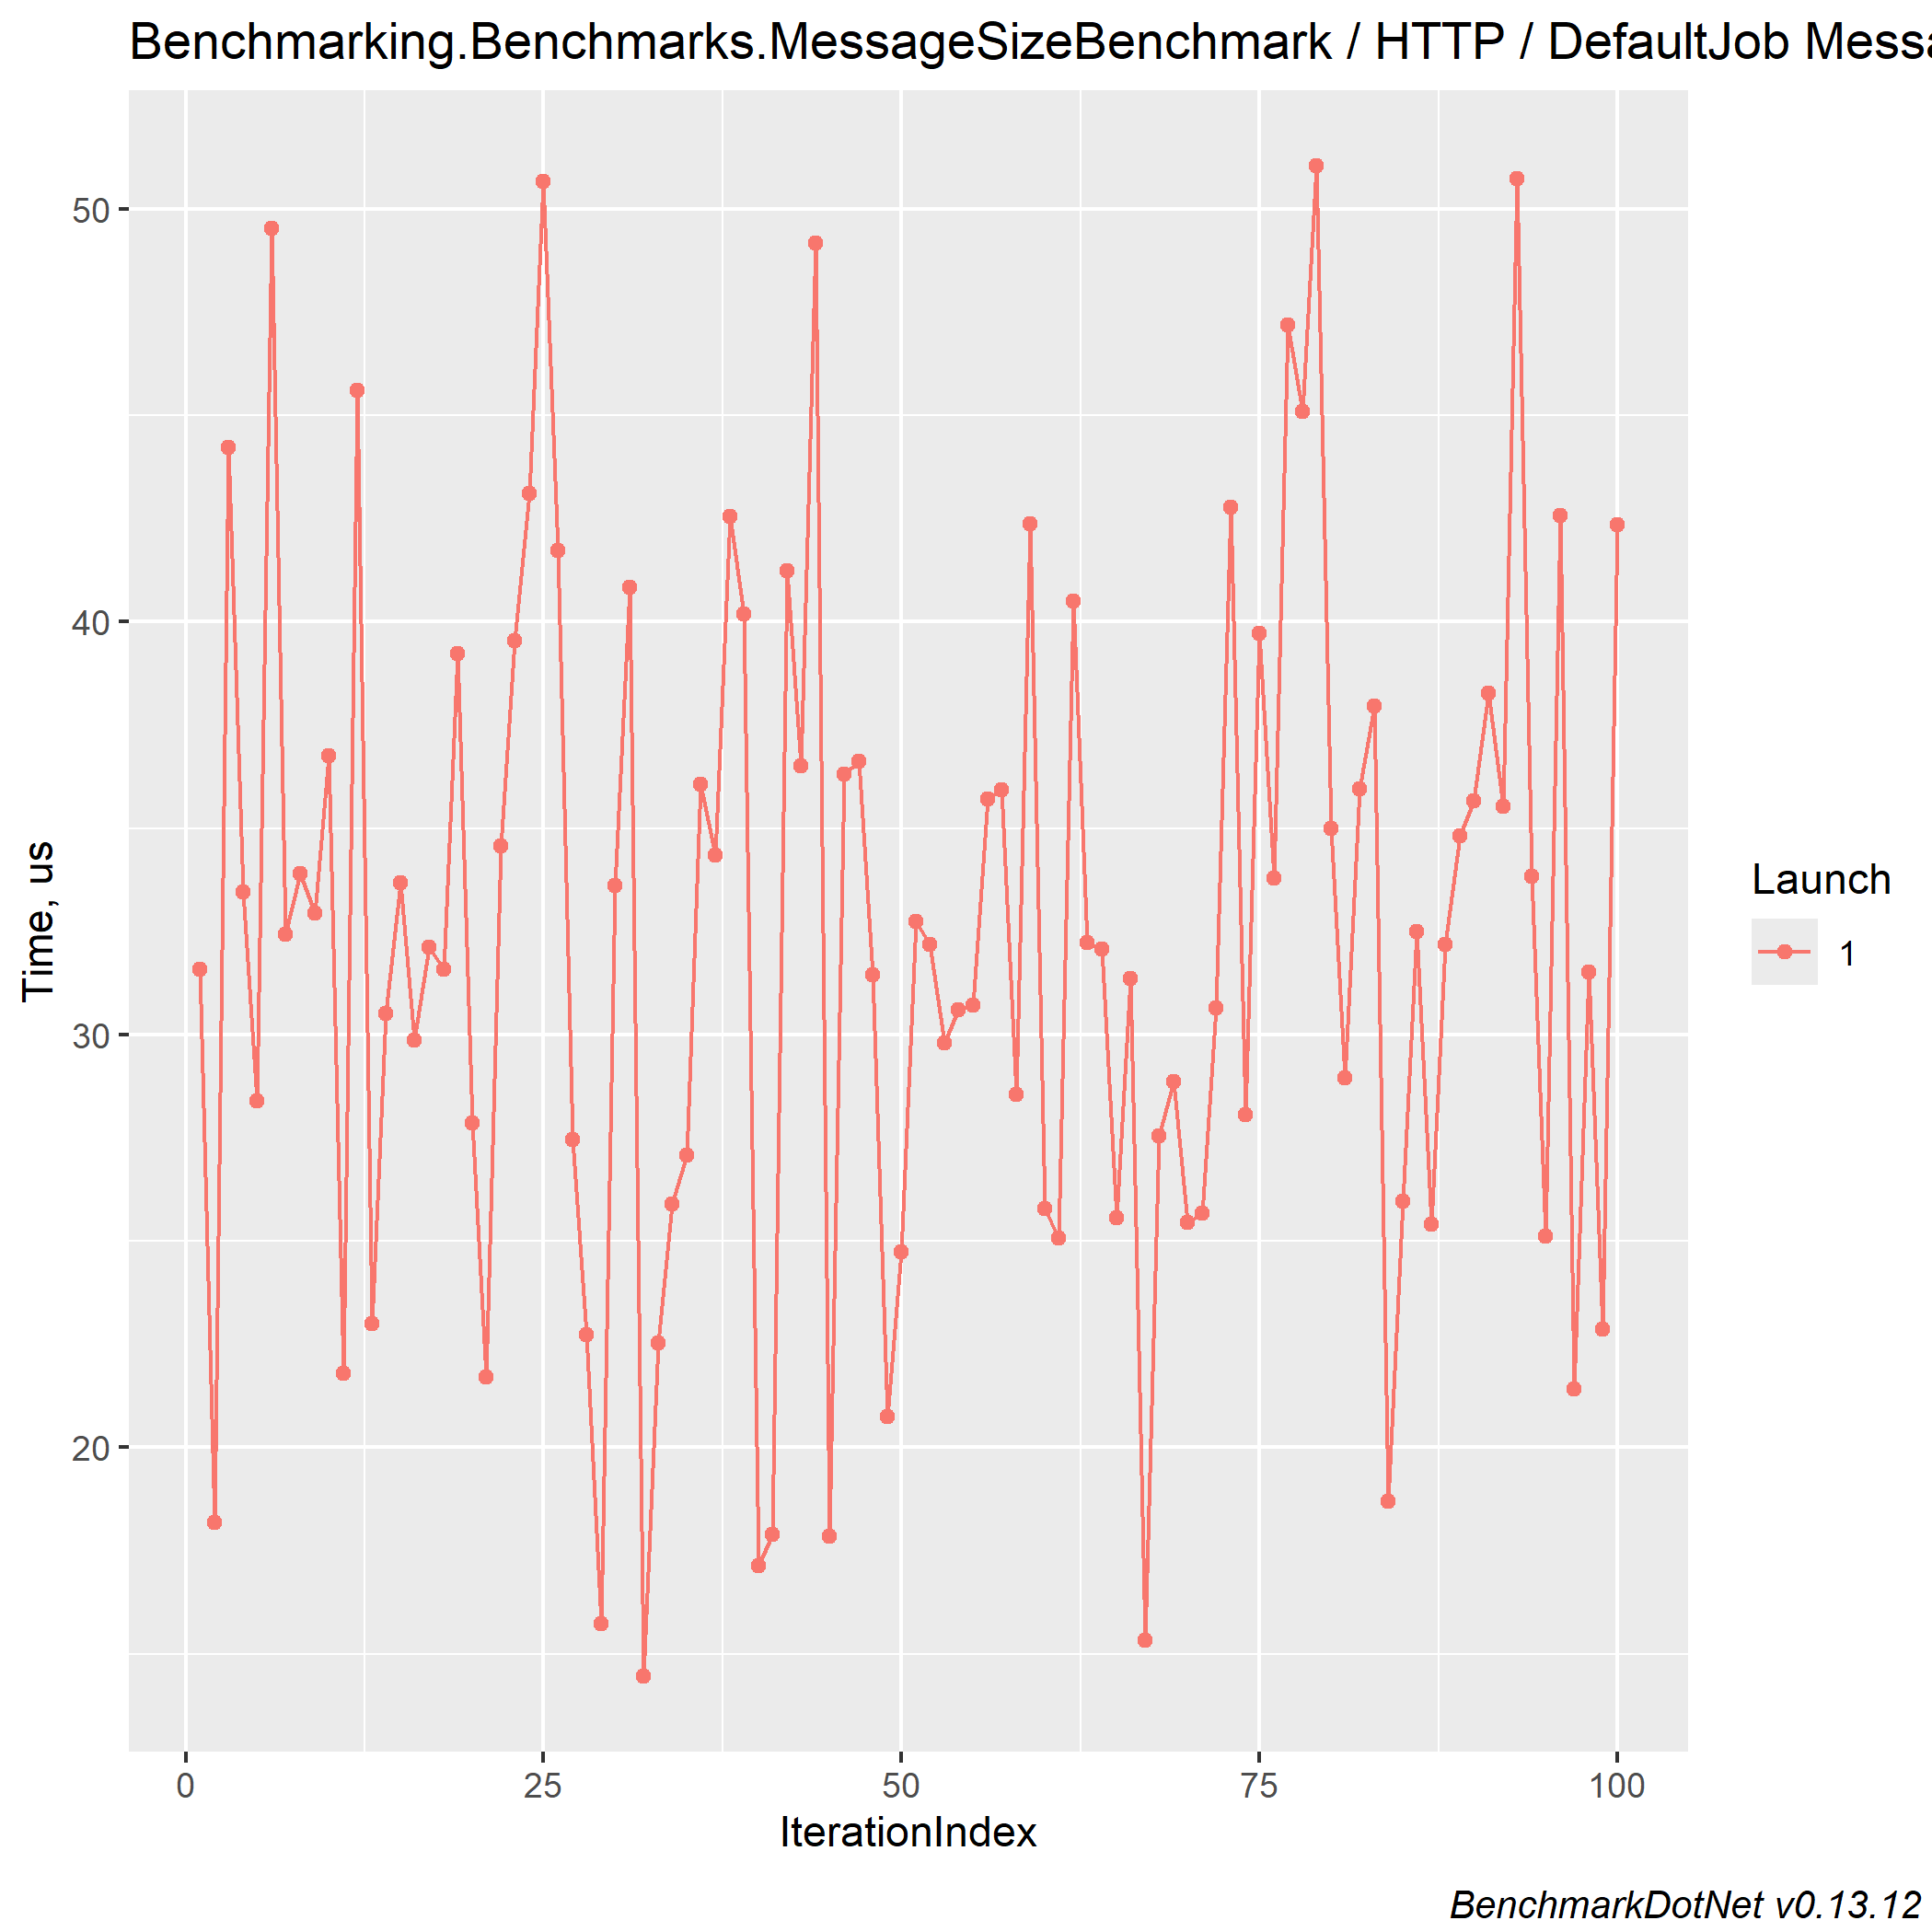 Benchmarking.Benchmarks.MessageSizeBenchmark / HTTP / DefaultJob Messa
50
40
30
20
Time, us
0 25 50 75 100
IterationIndex
Launch
1
BenchmarkDotNet v0.13.12